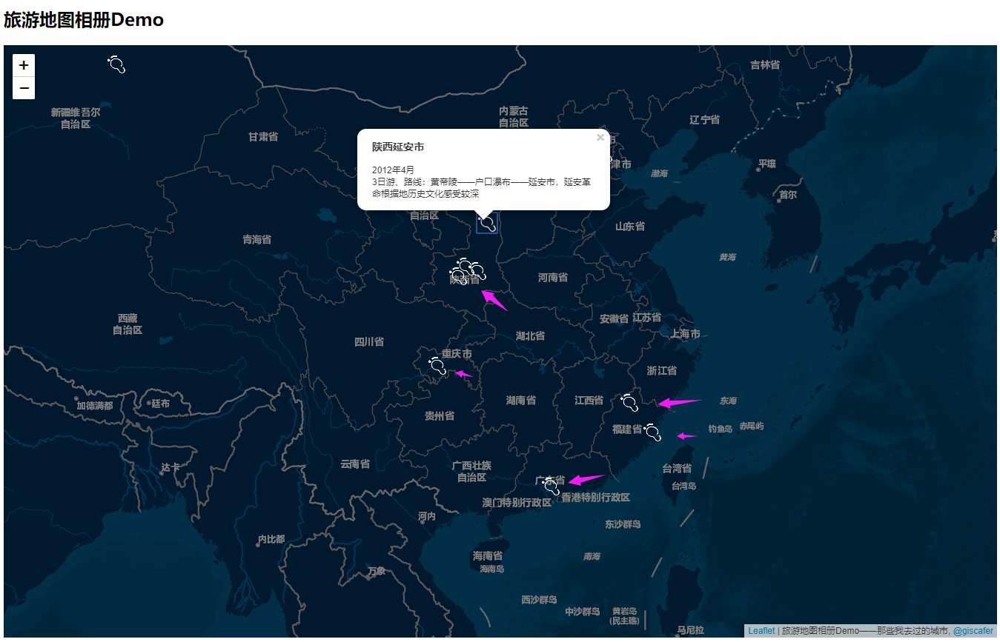 旅游地图相册Demo
+
−
吉林省
新疆维吾尔
自治区
内蒙古
自治区
辽宁省
甘肃省
陕西延安市
×
市
津市
2012年4月
3日游、路线：黄帝陵——户口瀑布——延安市，延安革
命根据地历史文化感受较深
渤海
平壤
首尔
自治区
山东省
青海省
黄海
陕西省
河南省
西藏
自治区
安徽省
江苏省
四川省
湖北省
上海市
重庆市
浙江省
加德满都
廷布
湖南省
江西省
东海
贵州省
福建省
钓鱼岛
赤尾屿
达卡
云南省
广西壮族
自治区
台湾省
广东省
台湾岛
澳门特别行政区
香港特别行政区
河内
东沙群岛
内比都
海南省
南海
海南岛
万象
西沙群岛
中沙群岛
黄岩岛
(民主礁)
马尼拉
Leaflet | 旅游地图相册Demo——那些我去过的城市, @giscafer